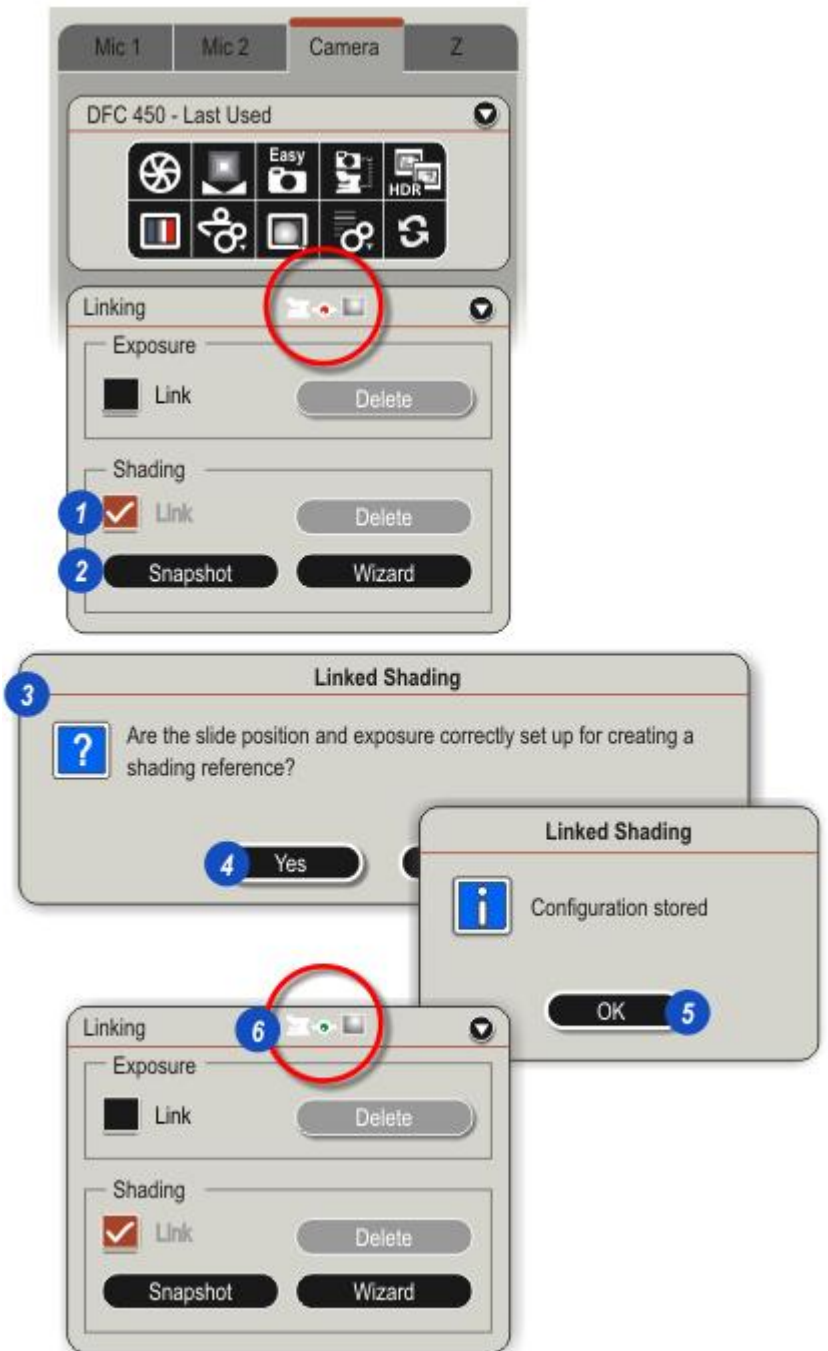 Mic 1 Mic 2 Camera Z
DFC 450 - Last Used
Easy
HDR
Linking
Exposure
Link Delete
Shading
1 Link Delete
2 Snapshot Wizard
3 Linked Shading
? Are the slide position and exposure correctly set up for creating a
shading reference?
4 Yes
Linked Shading
i Configuration stored
OK 5
Linking 6
Exposure
Link Delete
Shading
Link Delete
Snapshot Wizard